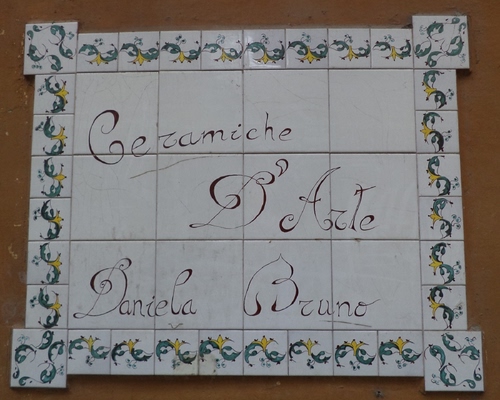 Ceramiche
D'Arte
Daniela Bruno